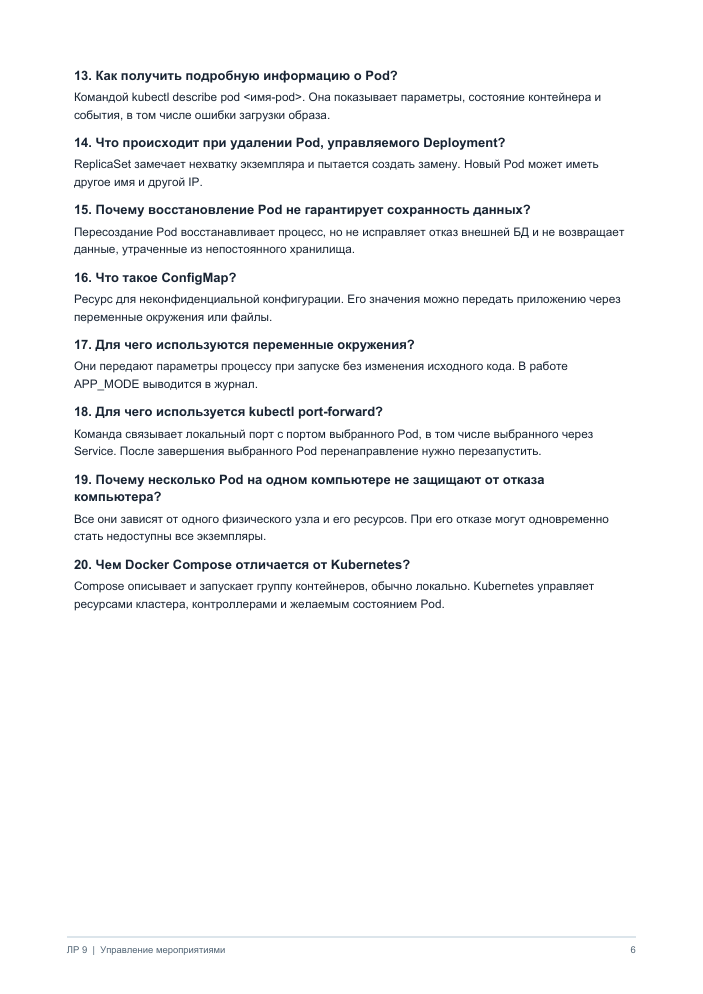 13. Как получить подробную информацию о Pod?
Командой kubectl describe pod <имя-pod>. Она показывает параметры, состояние контейнера и
события, в том числе ошибки загрузки образа.
14. Что происходит при удалении Pod, управляемого Deployment?
ReplicaSet замечает нехватку экземпляра и пытается создать замену. Новый Pod может иметь
другое имя и другой IP.
15. Почему восстановление Pod не гарантирует сохранность данных?
Пересоздание Pod восстанавливает процесс, но не исправляет отказ внешней БД и не возвращает
данные, утраченные из непостоянного хранилища.
16. Что такое ConfigMap?
Ресурс для неконфиденциальной конфигурации. Его значения можно передать приложению через
переменные окружения или файлы.
17. Для чего используются переменные окружения?
Они передают параметры процессу при запуске без изменения исходного кода. В работе
APP_MODE выводится в журнал.
18. Для чего используется kubectl port-forward?
Команда связывает локальный порт с портом выбранного Pod, в том числе выбранного через
Service. После завершения выбранного Pod перенаправление нужно перезапустить.
19. Почему несколько Pod на одном компьютере не защищают от отказа
компьютера?
Все они зависят от одного физического узла и его ресурсов. При его отказе могут одновременно
стать недоступны все экземпляры.
20. Чем Docker Compose отличается от Kubernetes?
Compose описывает и запускает группу контейнеров, обычно локально. Kubernetes управляет
ресурсами кластера, контроллерами и желаемым состоянием Pod.
ЛР 9 | Управление мероприятиями
6